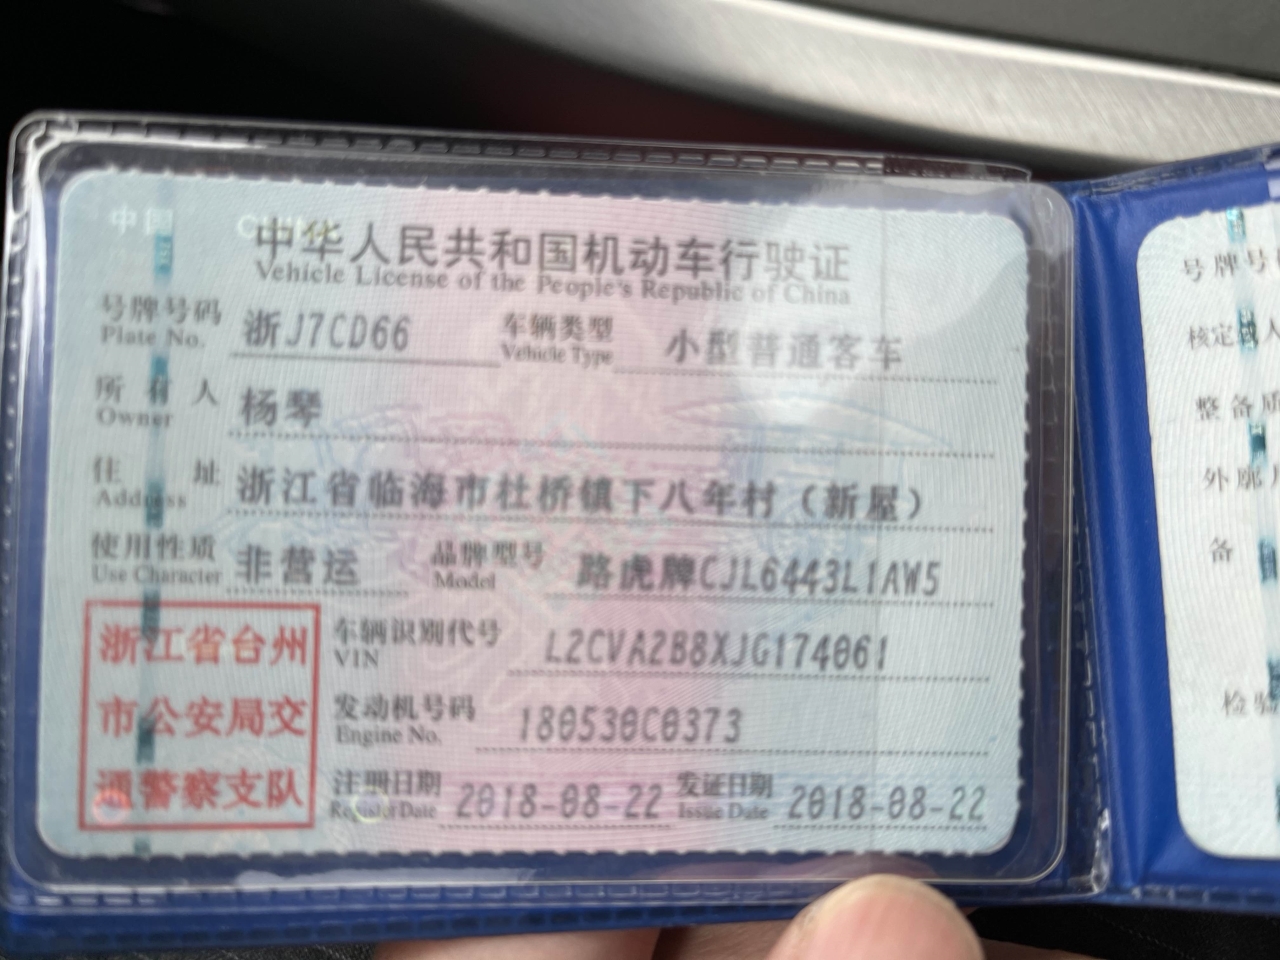 中国 CHINA
中华人民共和国机动车行驶证
Vehicle License of the People's Republic of China
号牌号码 浙J7CD66 车辆类型 小型普通客车
Plate No. Vehicle Type
所有人 杨琴
Owner
住址 浙江省临海市杜桥镇下八年村（新屋）
Address
使用性质 非营运 品牌型号 路虎牌CJL6443L1AW5
Use Character Model
浙江省台州
市公安局交
通警察支队
车辆识别代号 L2CVA2B8XJG174061
VIN
发动机号码 180530C0373
Engine No.
注册日期 2018-08-22 发证日期 2018-08-22
Register Date Issue Date
号牌号
核定载人
整备质
外廓
备
检验